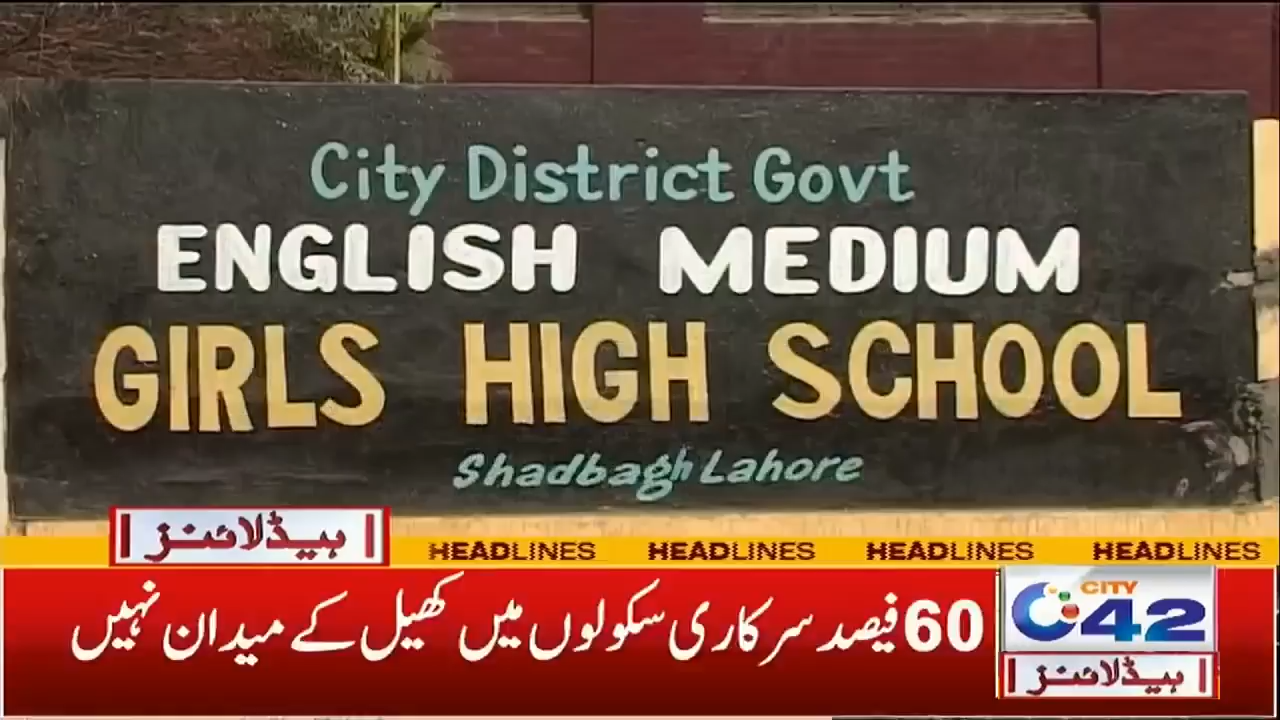 City District Govt
ENGLISH MEDIUM
GIRLS HIGH SCHOOL
Shadbagh Lahore
ہیڈلائنز
HEADLINES HEADLINES HEADLINES HEADLINES
60 فیصد سرکاری سکولوں میں کھیل کے میدان نہیں
CITY
42
ہیڈلائنز